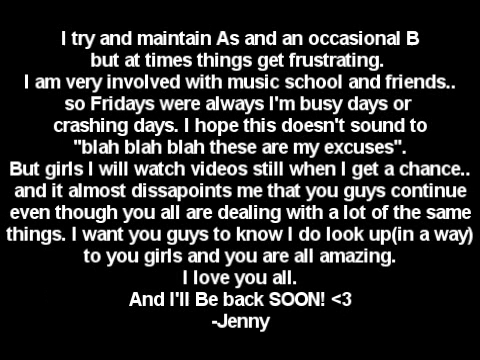 I try and maintain As and an occasional B
but at times things get frustrating.
I am very involved with music school and friends..
so Fridays were always I'm busy days or
crashing days. I hope this doesn't sound to
"blah blah blah these are my excuses".
But girls I will watch videos still when I get a chance..
and it almost dissapoints me that you guys continue
even though you all are dealing with a lot of the same
things. I want you guys to know I do look up(in a way)
to you girls and you are all amazing.
I love you all.
And I'll Be back SOON! <3
-Jenny